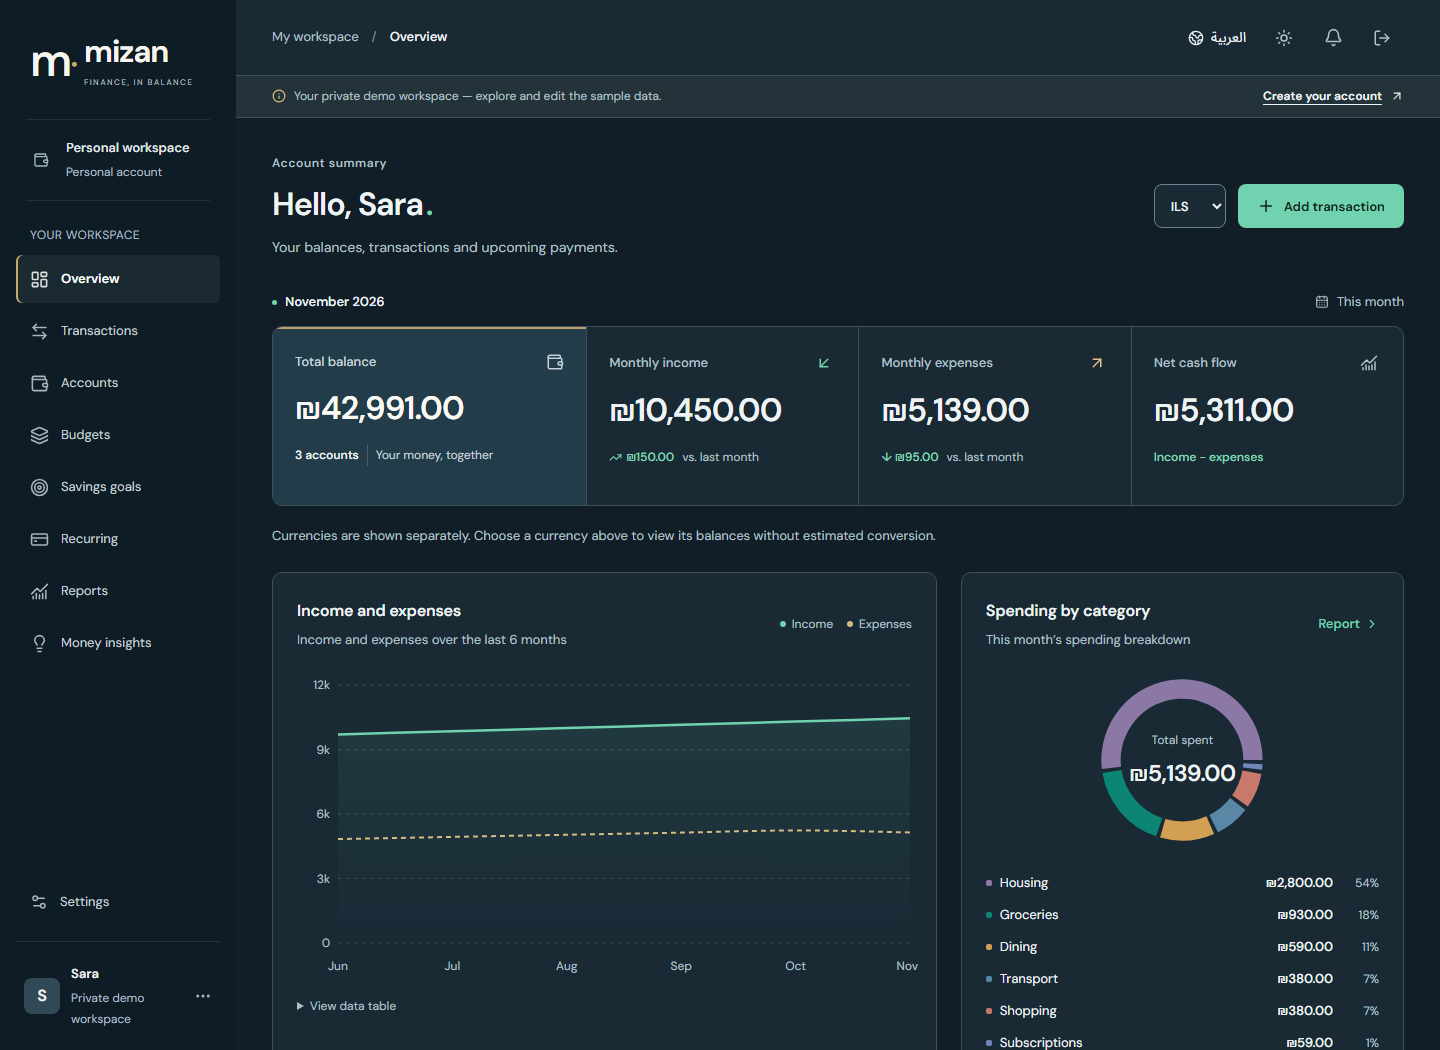 m. mizan
FINANCE, IN BALANCE
Personal workspace
Personal account
YOUR WORKSPACE
Overview
Transactions
Accounts
Budgets
Savings goals
Recurring
Reports
Money insights
Settings
S
Sara
Private demo
workspace
My workspace / Overview
العربية
Your private demo workspace — explore and edit the sample data.
Create your account
Account summary
Hello, Sara.
Your balances, transactions and upcoming payments.
ILS
Add transaction
November 2026
This month
Total balance
₪42,991.00
3 accounts
Your money, together
Monthly income
₪10,450.00
₪150.00 vs. last month
Monthly expenses
₪5,139.00
₪95.00 vs. last month
Net cash flow
₪5,311.00
Income − expenses
Currencies are shown separately. Choose a currency above to view its balances without estimated conversion.
Income and expenses
Income and expenses over the last 6 months
Income
Expenses
12k
9k
6k
3k
0
Jun Jul Aug Sep Oct Nov
View data table
Spending by category
This month’s spending breakdown
Report
Total spent
₪5,139.00
Housing ₪2,800.00 54%
Groceries ₪930.00 18%
Dining ₪590.00 11%
Transport ₪380.00 7%
Shopping ₪380.00 7%
Subscriptions ₪59.00 1%